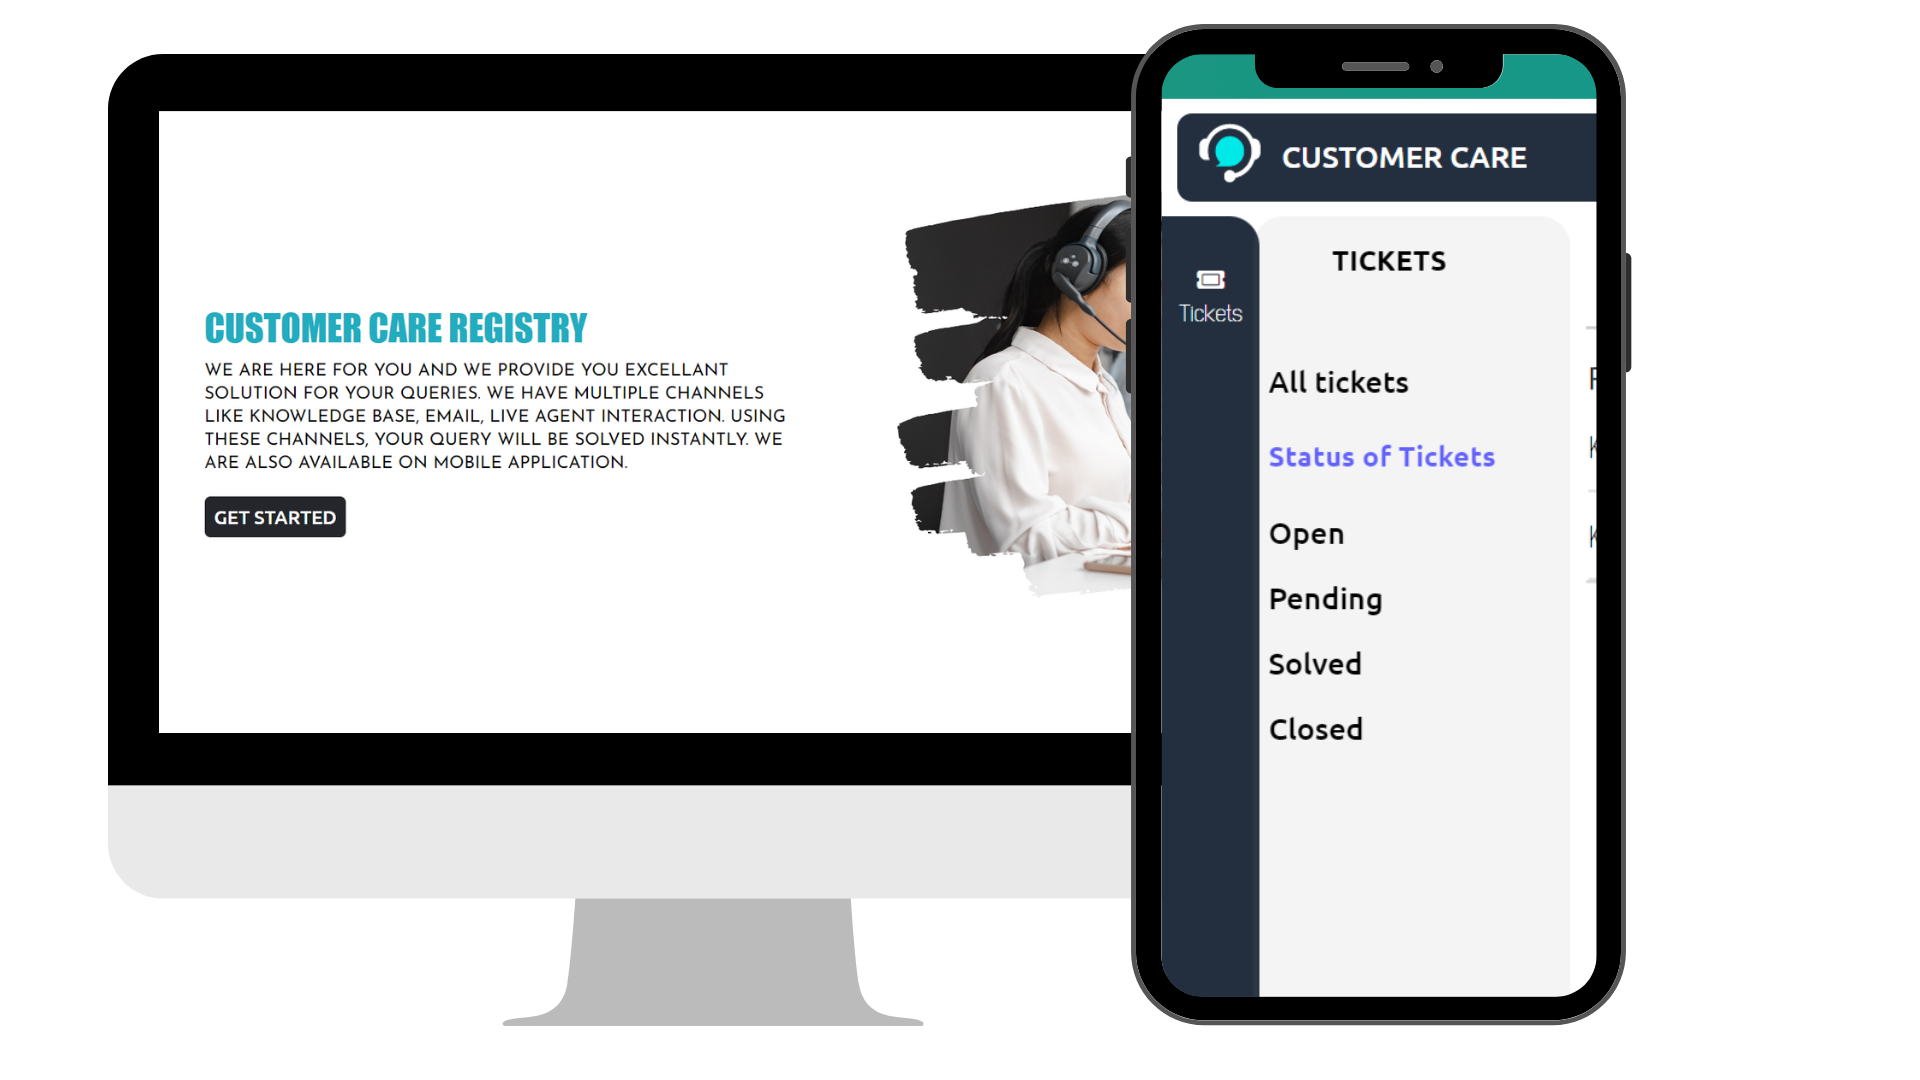 CUSTOMER CARE REGISTRY
WE ARE HERE FOR YOU AND WE PROVIDE YOU EXCELLANT
SOLUTION FOR YOUR QUERIES. WE HAVE MULTIPLE CHANNELS
LIKE KNOWLEDGE BASE, EMAIL, LIVE AGENT INTERACTION. USING
THESE CHANNELS, YOUR QUERY WILL BE SOLVED INSTANTLY. WE
ARE ALSO AVAILABLE ON MOBILE APPLICATION.
GET STARTED
CUSTOMER CARE
Tickets
TICKETS
All tickets
Status of Tickets
Open
Pending
Solved
Closed